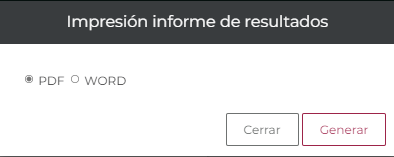 Impresión informe de resultados
PDF WORD
Cerrar Generar